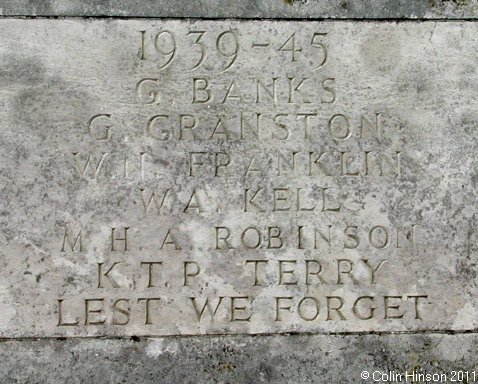 1939-45
G. BANKS
G. GRANSTON
W.H. FRANKLIN
W.A. KELL
M.H.A. ROBINSON
K.T.P. TERRY
LEST WE FORGET
© Colin Hinson 2011